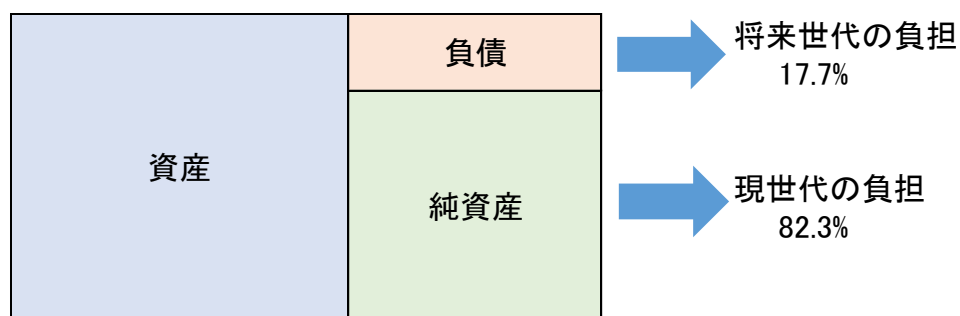 資産
負債
純資産
将来世代の負担
17.7%
現世代の負担
82.3%